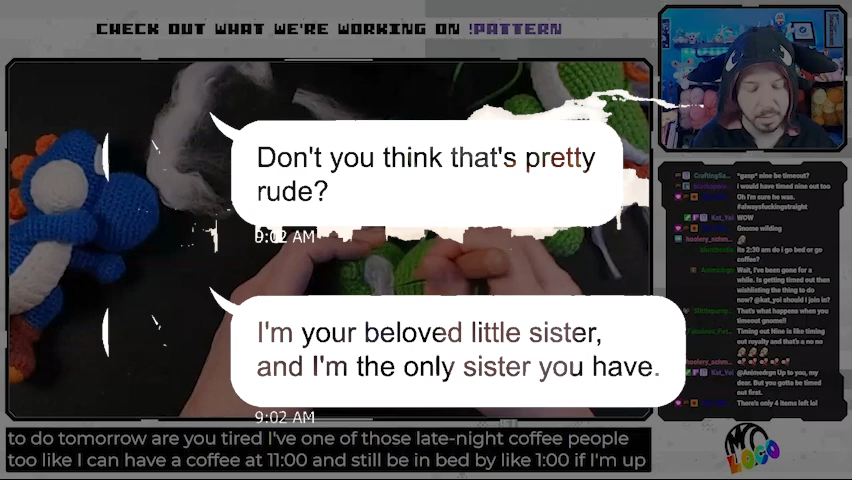 CHECK OUT WHAT WE'RE WORKING ON !PATTERN
Don't you think that's pretty
rude?
9:02 AM
I'm your beloved little sister,
and I'm the only sister you have.
9:02 AM
to do tomorrow are you tired I've one of those late-night coffee people
too like I can have a coffee at 11:00 and still be in bed by like 1:00 if I'm up
*gasp* nine be timeout?
I would have timed nine out too
Oh I'm sure he was.
#alwaysfuckingstraight
Kat_Yei WOW
Gnome wilding
its 2:30 am do i go bed or go
coffee?
Wait, I've been gone for a
while. Is getting timed out then
wishlisting the thing to do
now? @kat_yoi should I join in?
That's what happens when you
timeout gnome!!
Timing out Nine is like timing
out royalty and that's a no no
@Animedrgn Up to you, my
dear. But you gotta be timed
out first.
There's only 4 items left lol
LOCO